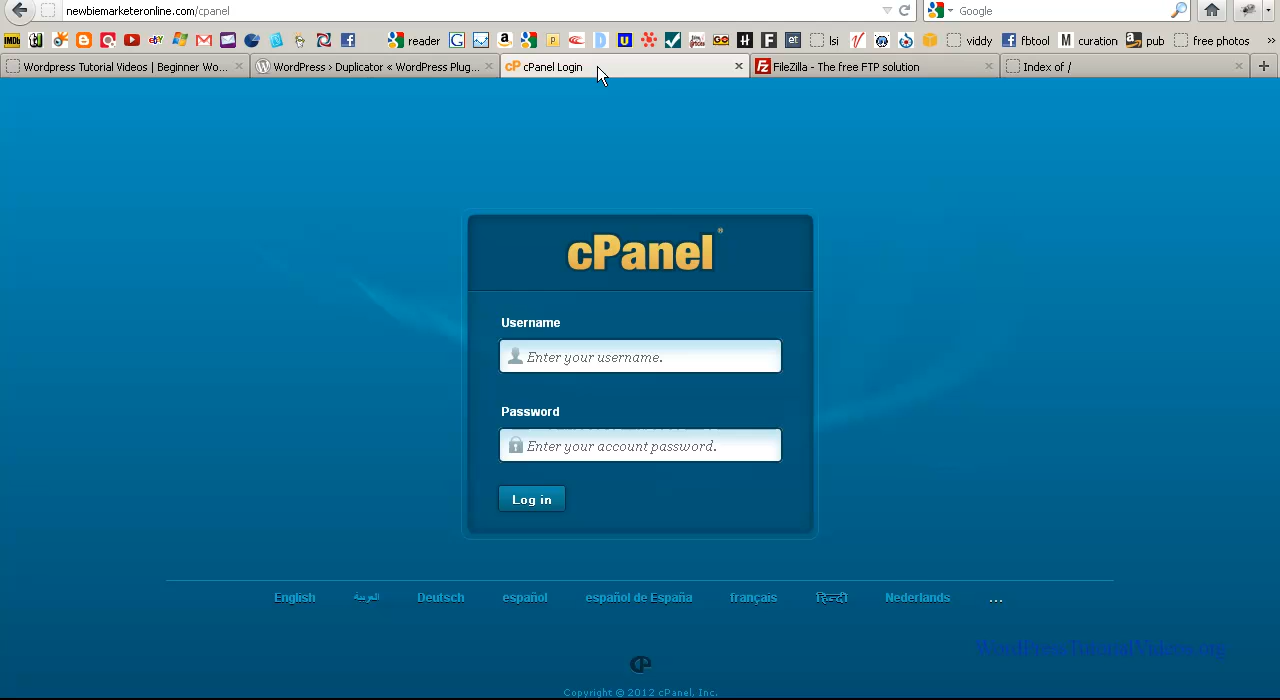 newbiemarketeronline.com/cpanel
Google
reader
lsi
viddy
fbtool
curation
pub
free photos
Wordpress Tutorial Videos | Beginner Wo...
WordPress › Duplicator « WordPress Plug...
cPanel Login
FileZilla - The free FTP solution
Index of /
cPanel®
Username
Enter your username.
Password
Enter your account password.
Log in
English العربية Deutsch español español de España français हिन्दी Nederlands ...
WordPressTutorialVideos.org
Copyright © 2012 cPanel, Inc.